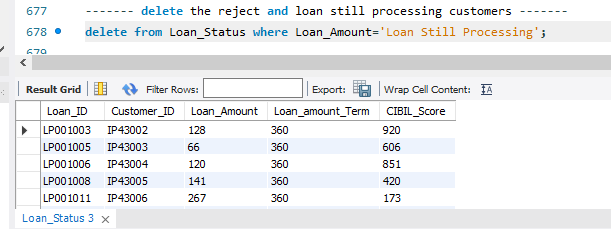 677 ------- delete the reject and loan still processing customers -------
678 delete from Loan_Status where Loan_Amount='Loan Still Processing';
679
Result Grid Filter Rows: Export: Wrap Cell Content:
Loan_ID Customer_ID Loan_Amount Loan_amount_Term CIBIL_Score
LP001003 IP43002 128 360 920
LP001005 IP43003 66 360 606
LP001006 IP43004 120 360 851
LP001008 IP43005 141 360 420
LP001011 IP43006 267 360 173
Loan_Status 3